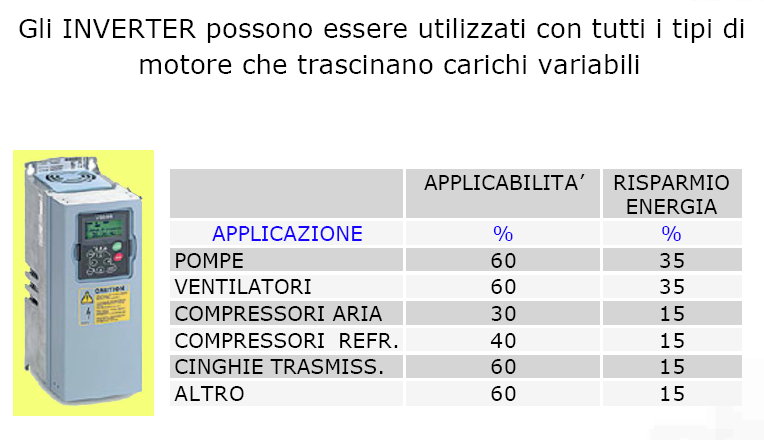 Gli INVERTER possono essere utilizzati con tutti i tipi di
motore che trascinano carichi variabili
APPLICABILITA’ RISPARMIO
ENERGIA
APPLICAZIONE % %
POMPE 60 35
VENTILATORI 60 35
COMPRESSORI ARIA 30 15
COMPRESSORI REFR. 40 15
CINGHIE TRASMISS. 60 15
ALTRO 60 15